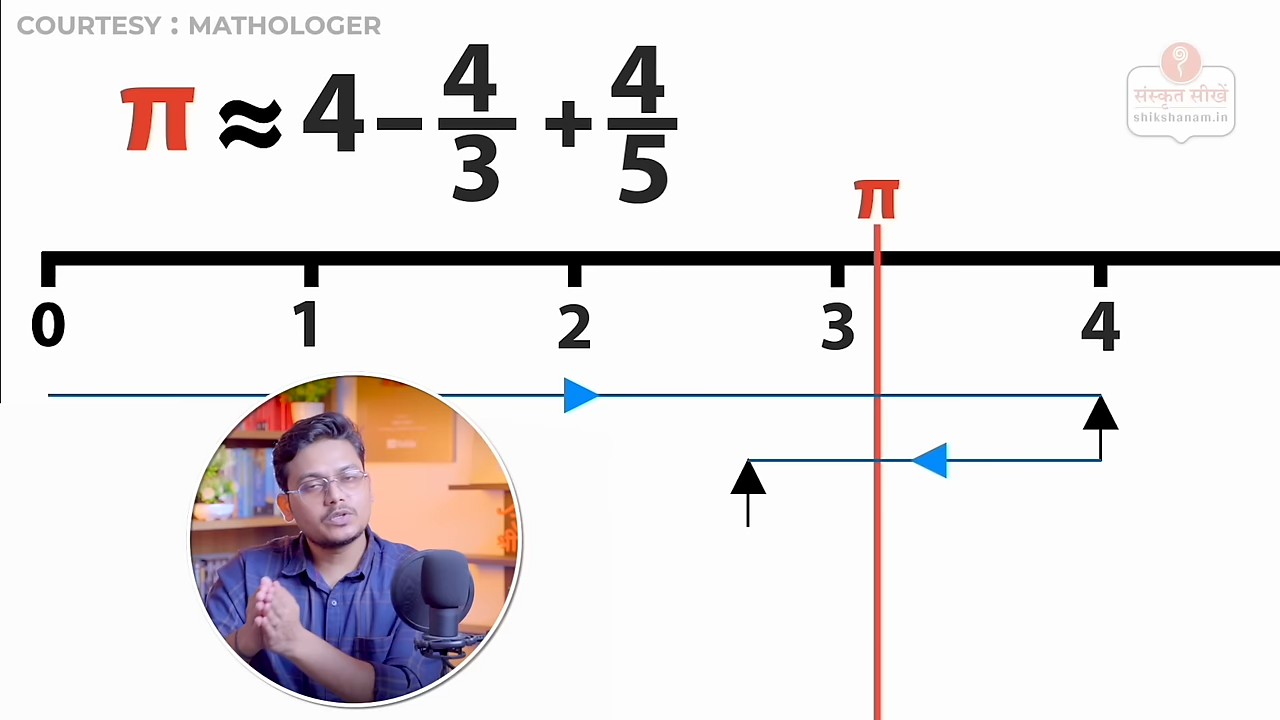 COURTESY : MATHOLOGER
π ≈ 4 - 4/3 + 4/5
संस्कृत सीखें
shikshanam.in
π
0 1 2 3 4